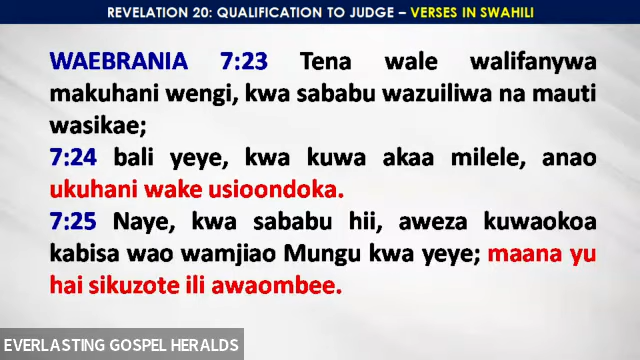 REVELATION 20: QUALIFICATION TO JUDGE – VERSES IN SWAHILI
WAEBRANIA 7:23 Tena wale walifanywa
makuhani wengi, kwa sababu wazuiliwa na mauti
wasikae;
7:24 bali yeye, kwa kuwa akaa milele, anao
ukuhani wake usioondoka.
7:25 Naye, kwa sababu hii, aweza kuwaokoa
kabisa wao wamjiao Mungu kwa yeye; maana yu
hai sikuzote ili awaombee.
EVERLASTING GOSPEL HERALDS